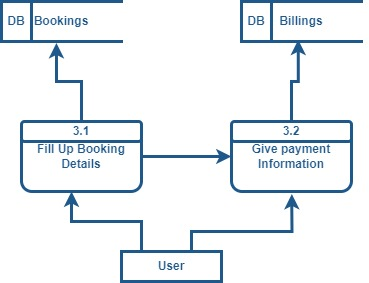 DB Bookings
DB Billings
3.1
Fill Up Booking
Details
3.2
Give payment
Information
User